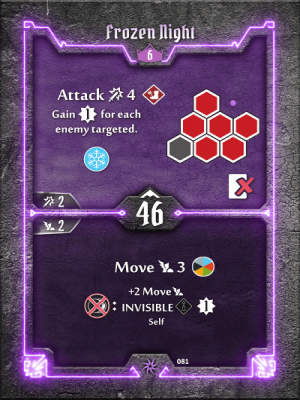 Frozen Night
6
Attack 4
Gain 1 for each
enemy targeted.
2
46
2
Move 3
+2 Move
: INVISIBLE 1
Self
081